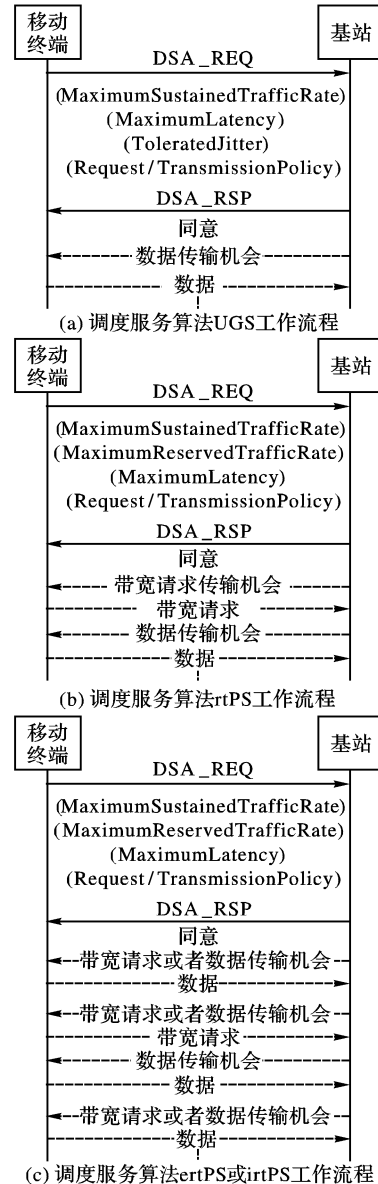 移动
终端
基站
DSA_REQ
(MaximumSustainedTrafficRate)
(MaximumLatency)
(ToleratedJitter)
(Request/TransmissionPolicy)
DSA_RSP
同意
数据传输机会
数据
(a) 调度服务算法UGS工作流程
移动
终端
基站
DSA_REQ
(MaximumSustainedTrafficRate)
(MaximumReservedTrafficRate)
(MaximumLatency)
(Request/TransmissionPolicy)
DSA_RSP
同意
带宽请求传输机会
带宽请求
数据传输机会
数据
(b) 调度服务算法rtPS工作流程
移动
终端
基站
DSA_REQ
(MaximumSustainedTrafficRate)
(MaximumReservedTrafficRate)
(MaximumLatency)
(Request/TransmissionPolicy)
DSA_RSP
同意
带宽请求或者数据传输机会
数据
带宽请求或者数据传输机会
带宽请求
数据传输机会
数据
带宽请求或者数据传输机会
数据
(c) 调度服务算法ertPS或irtPS工作流程